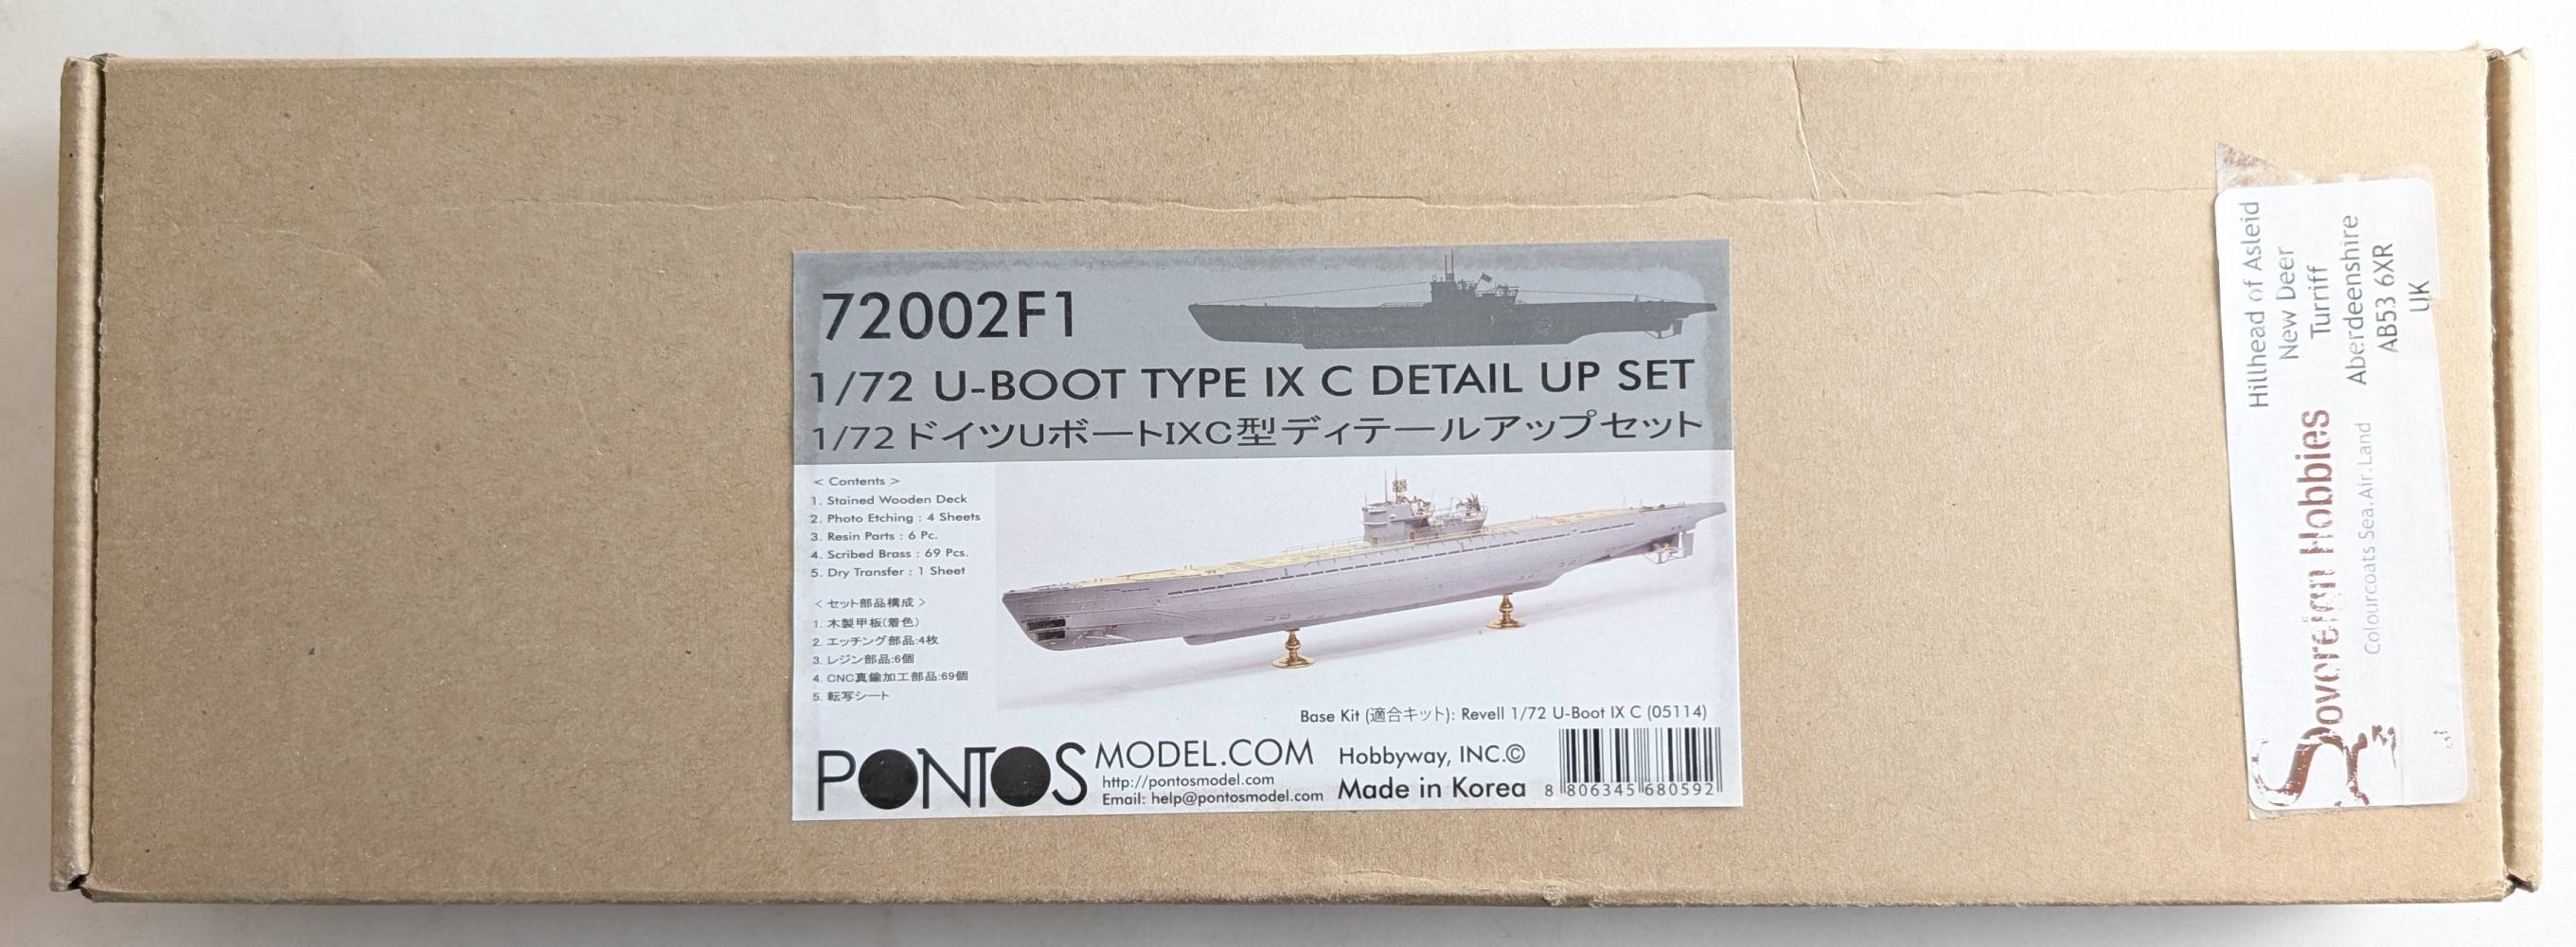 72002F1
1/72 U-BOOT TYPE IX C DETAIL UP SET
1/72 ドイツUボートIXC型ディテールアップセット
< Contents >
1. Stained Wooden Deck
2. Photo Etching : 4 Sheets
3. Resin Parts : 6 Pc.
4. Scribed Brass : 69 Pcs.
5. Dry Transfer : 1 Sheet
< セット部品構成 >
1. 木製甲板(着色)
2. エッチング部品:4枚
3. レジン部品:6個
4. CNC真鍮加工部品:69個
5. 転写シート
Base Kit (適合キット): Revell 1/72 U-Boot IX C (05114)
PONTOS MODEL.COM
http://pontosmodel.com
Email: help@pontosmodel.com
Hobbyway, INC.©
Made in Korea
8 806345 680592
Sovereign Hobbies
Colourcoats Sea.Air.Land
Hillhead of Asleid
New Deer
Turriff
Aberdeenshire
AB53 6XR
UK